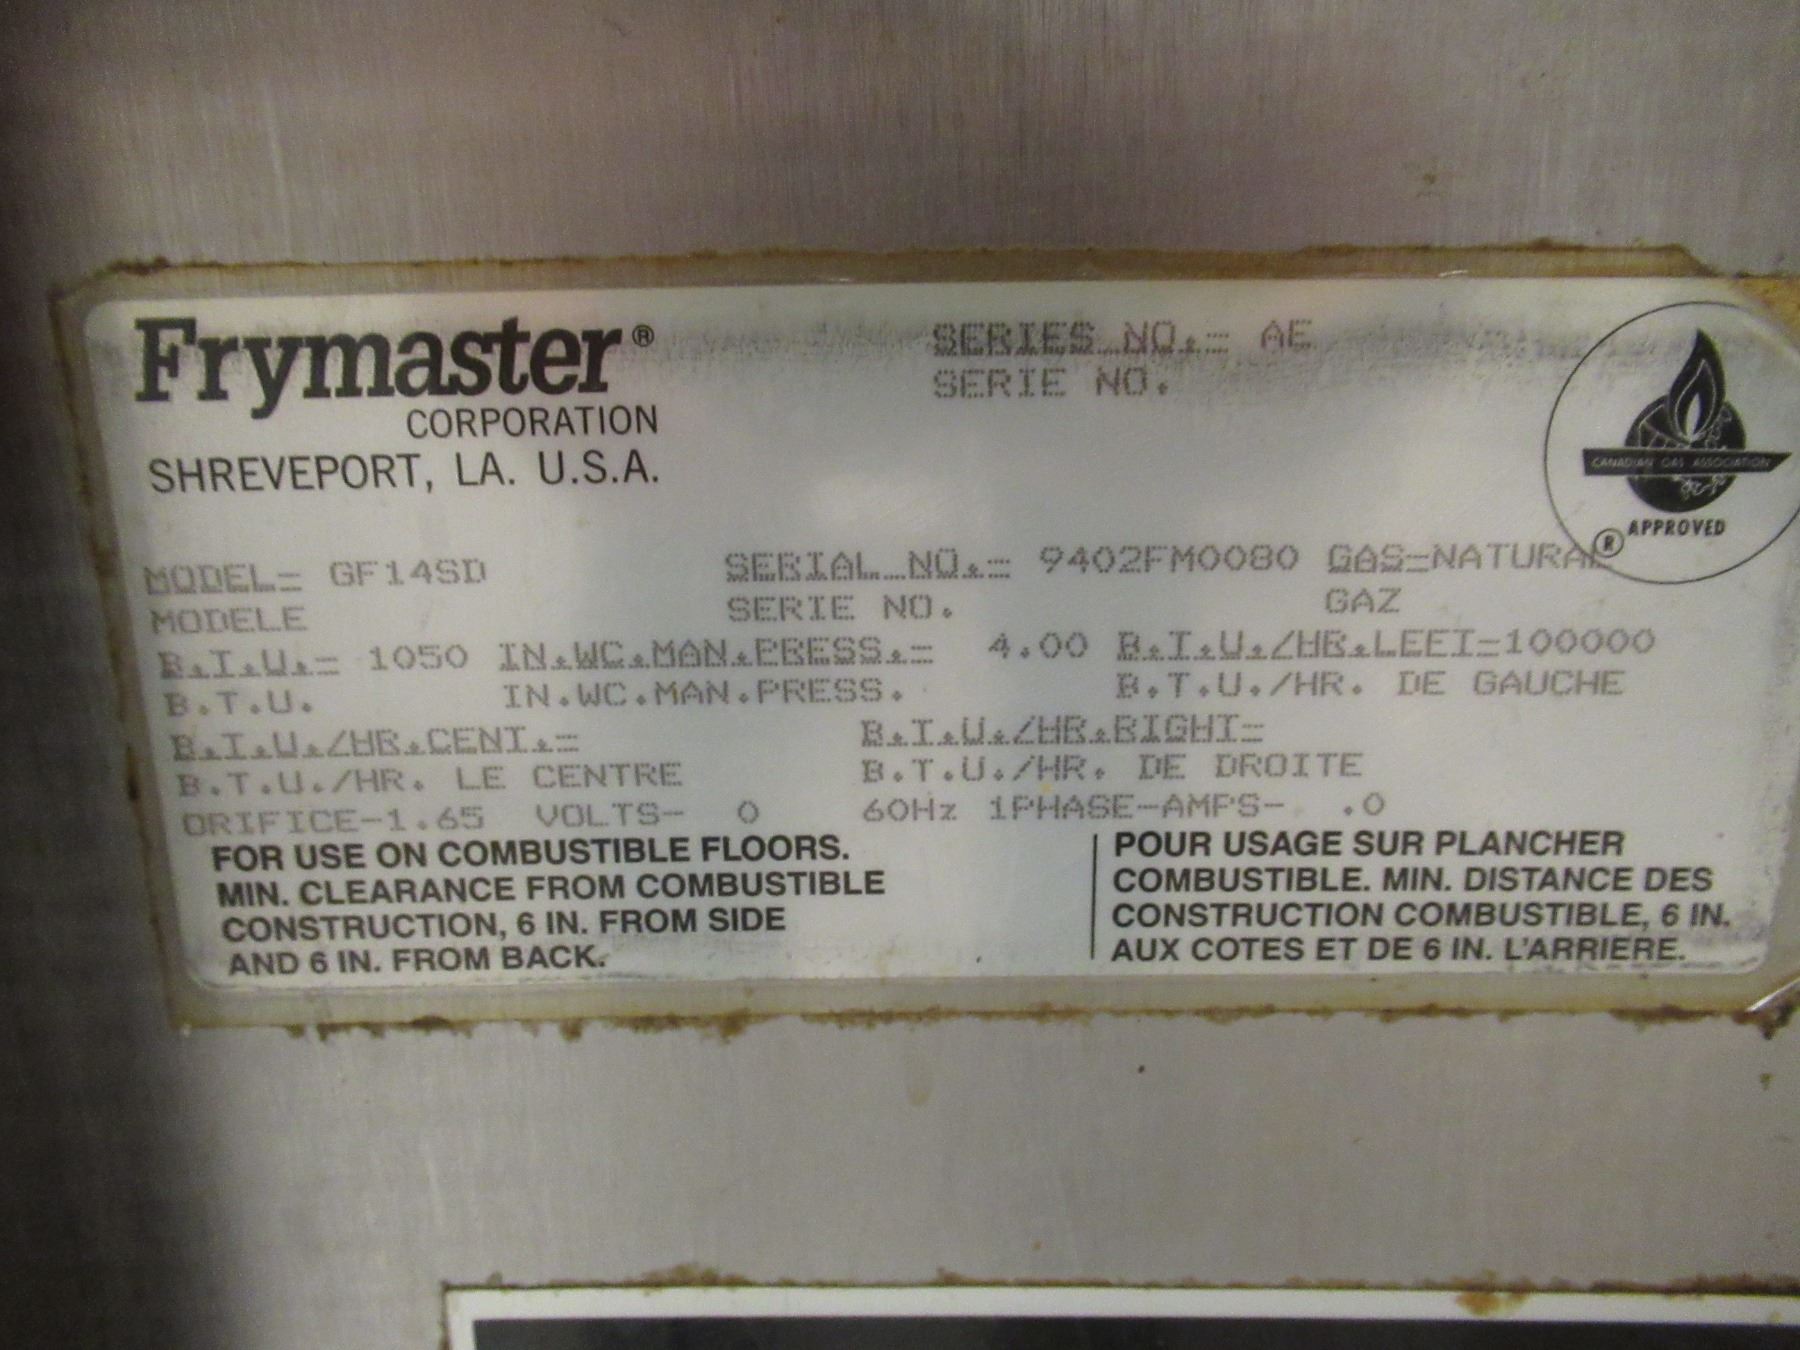 Frymaster®
CORPORATION
SHREVEPORT, LA. U.S.A.
SERIES NO.= AE
SERIE NO.
CANADIAN GAS ASSOCIATION
® APPROVED
MODEL= GF14SD SERIAL NO.= 9402FM0080 GAS=NATURAL
MODELE SERIE NO. GAZ
B.T.U.= 1050 IN.WC.MAN.PRESS.= 4.00 B.T.U./HR.LEFT=100000
B.T.U. IN.WC.MAN.PRESS. B.T.U./HR. DE GAUCHE
B.T.U./HR.CENT.= B.T.U./HR.RIGHT=
B.T.U./HR. LE CENTRE B.T.U./HR. DE DROITE
ORIFICE-1.65 VOLTS- 0 60Hz 1PHASE-AMPS- .0
FOR USE ON COMBUSTIBLE FLOORS.
MIN. CLEARANCE FROM COMBUSTIBLE
CONSTRUCTION, 6 IN. FROM SIDE
AND 6 IN. FROM BACK.
POUR USAGE SUR PLANCHER
COMBUSTIBLE. MIN. DISTANCE DES
CONSTRUCTION COMBUSTIBLE, 6 IN.
AUX COTES ET DE 6 IN. L'ARRIERE.